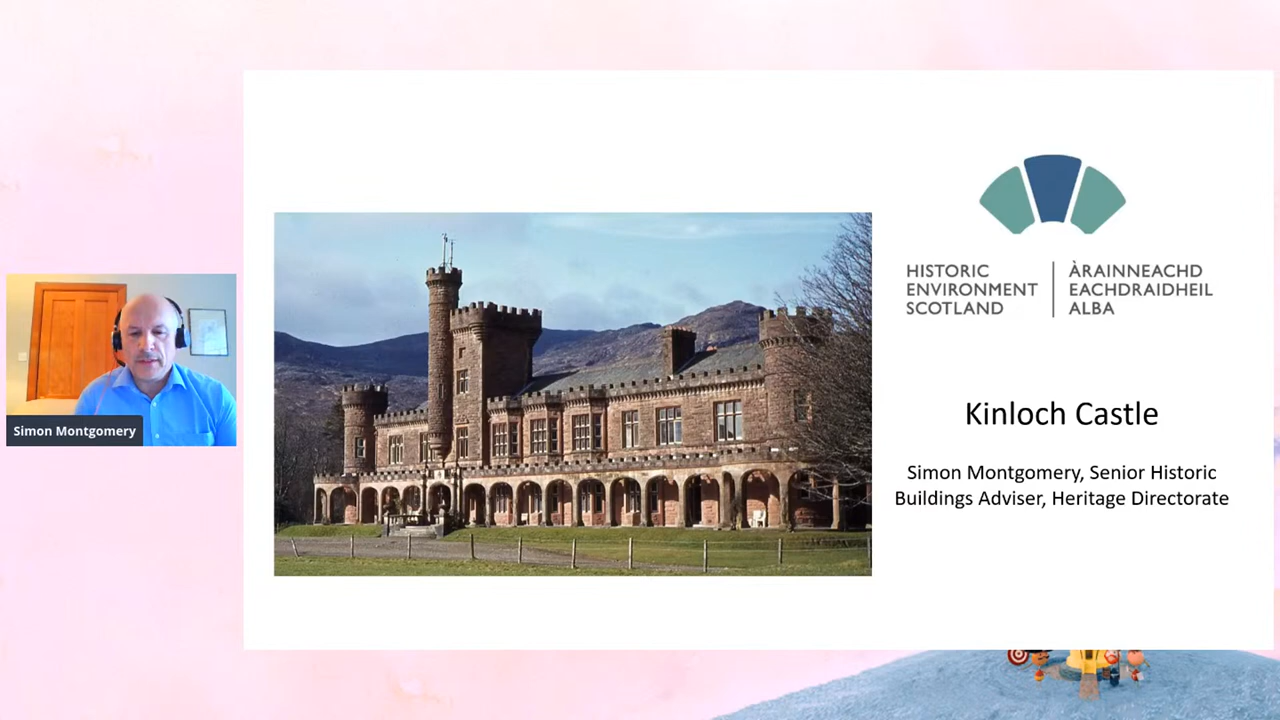 HISTORIC
ENVIRONMENT
SCOTLAND
ÀRAINNEACHD
EACHDRAIDHEIL
ALBA
Kinloch Castle
Simon Montgomery, Senior Historic
Buildings Adviser, Heritage Directorate
Simon Montgomery